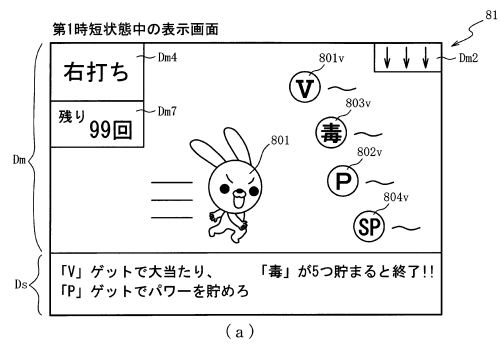 第1時短状態中の表示画面
81
右打ち
Dm4
↓ ↓ ↓
Dm2
801v
V
残り
99回
Dm7
803v
毒
Dm
801
802v
P
804v
SP
Ds
「V」ゲットで大当たり、 「毒」が5つ貯まると終了!!
「P」ゲットでパワーを貯めろ
(a)